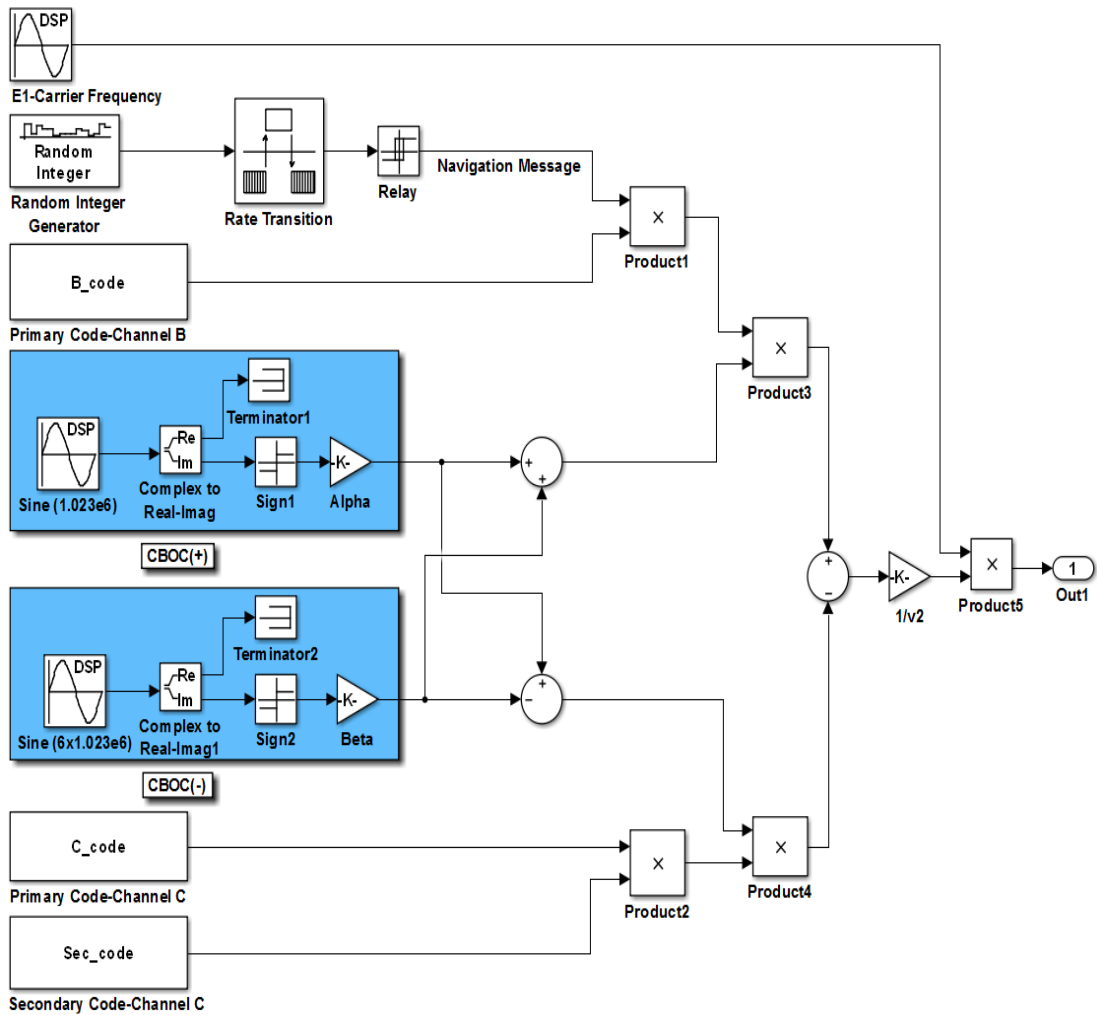 DSP
E1-Carrier Frequency
Random
Integer
Random Integer
Generator
Rate Transition
Relay
Navigation Message
×
Product1
B_code
Primary Code-Channel B
×
Product3
Terminator1
DSP
Re
Im
Sine (1.023e6)
Complex to
Real-Imag
Sign1
-K-
Alpha
+
+
CBOC(+)
+
−
-K-
1/v2
×
Product5
1
Out1
Terminator2
DSP
Re
Im
Sine (6x1.023e6)
Complex to
Real-Imag1
Sign2
-K-
Beta
+
−
CBOC(-)
C_code
Primary Code-Channel C
×
Product2
×
Product4
Sec_code
Secondary Code-Channel C